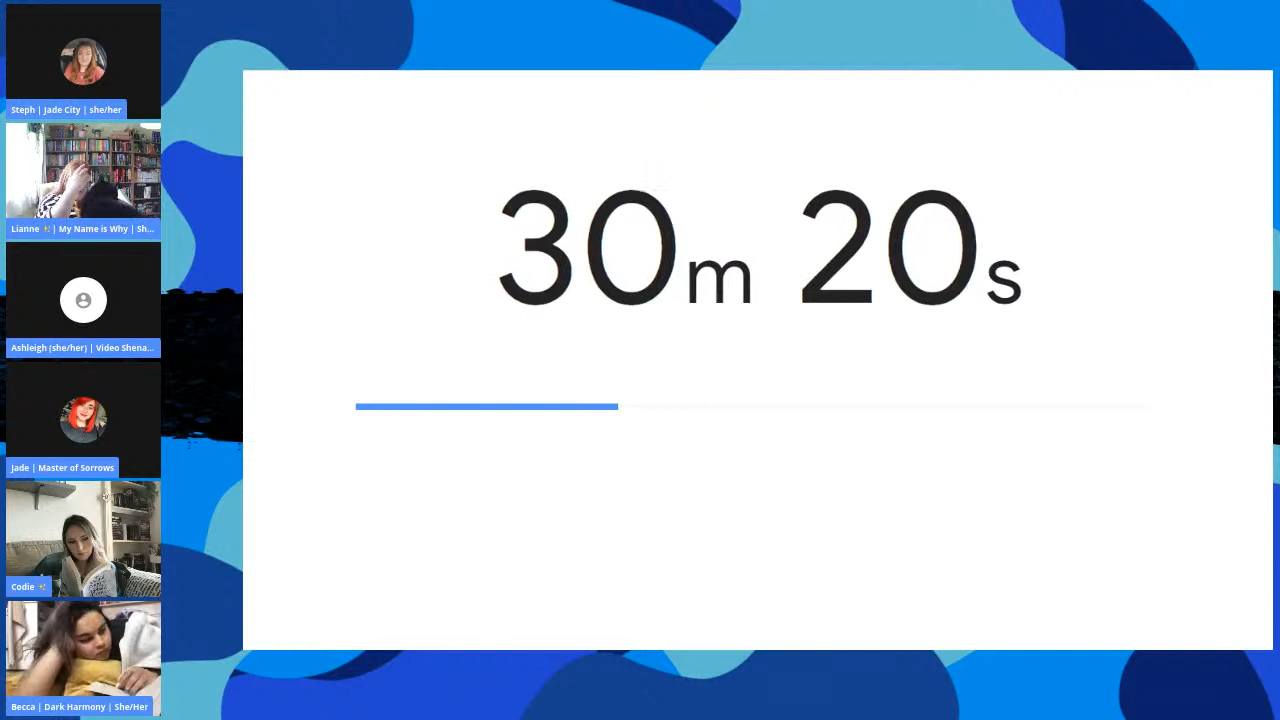 Steph | Jade City | she/her
Lianne ✨ | My Name is Why | Sh...
Ashleigh (she/her) | Video Shena...
Jade | Master of Sorrows
Codie ✨
Becca | Dark Harmony | She/Her
30m 20s